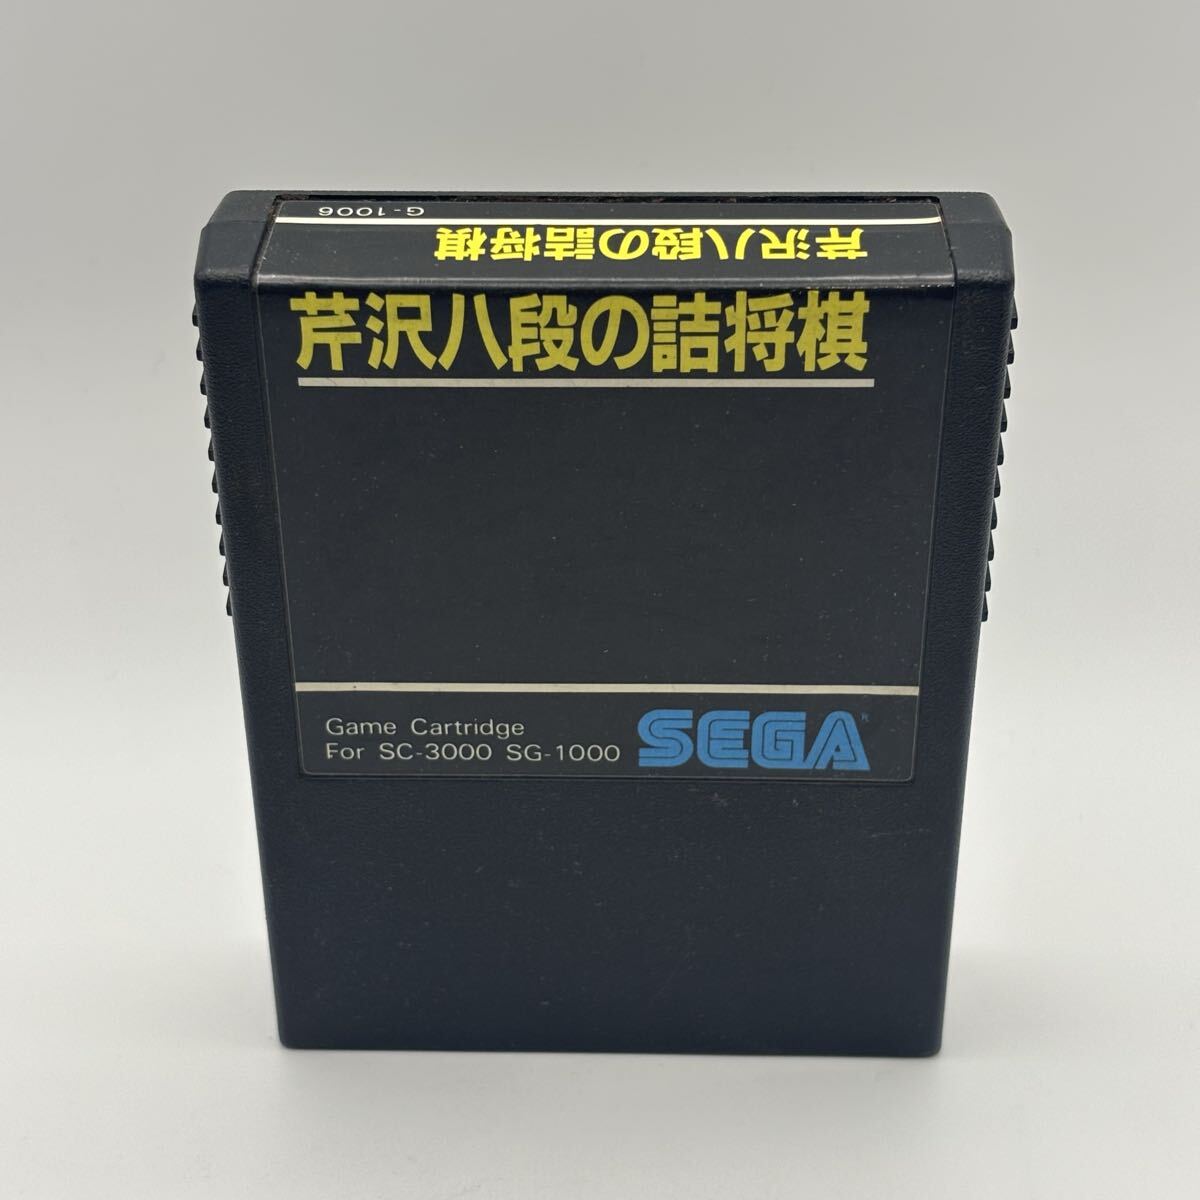 G-1006
芹沢八段の詰将棋
芹沢八段の詰将棋
Game Cartridge
For SC-3000 SG-1000
SEGA®